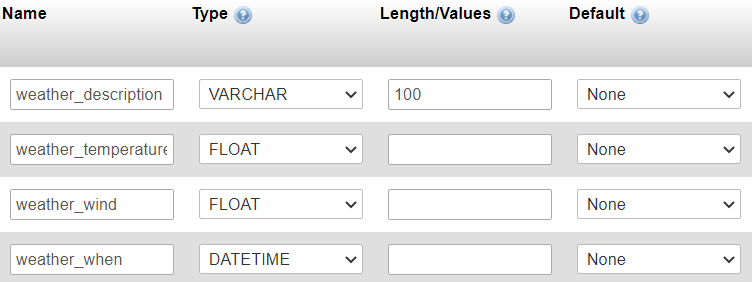 Name Type Length/Values Default
weather_description VARCHAR 100 None
weather_temperature FLOAT None
weather_wind FLOAT None
weather_when DATETIME None